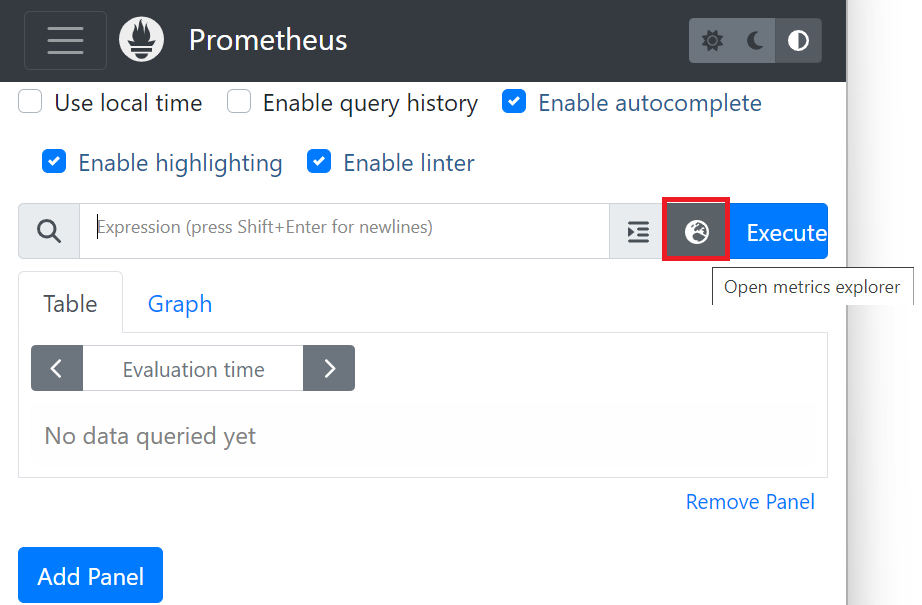 Prometheus
Use local time Enable query history Enable autocomplete
Enable highlighting Enable linter
Expression (press Shift+Enter for newlines) Execute
Open metrics explorer
Table Graph
Evaluation time
No data queried yet
Remove Panel
Add Panel